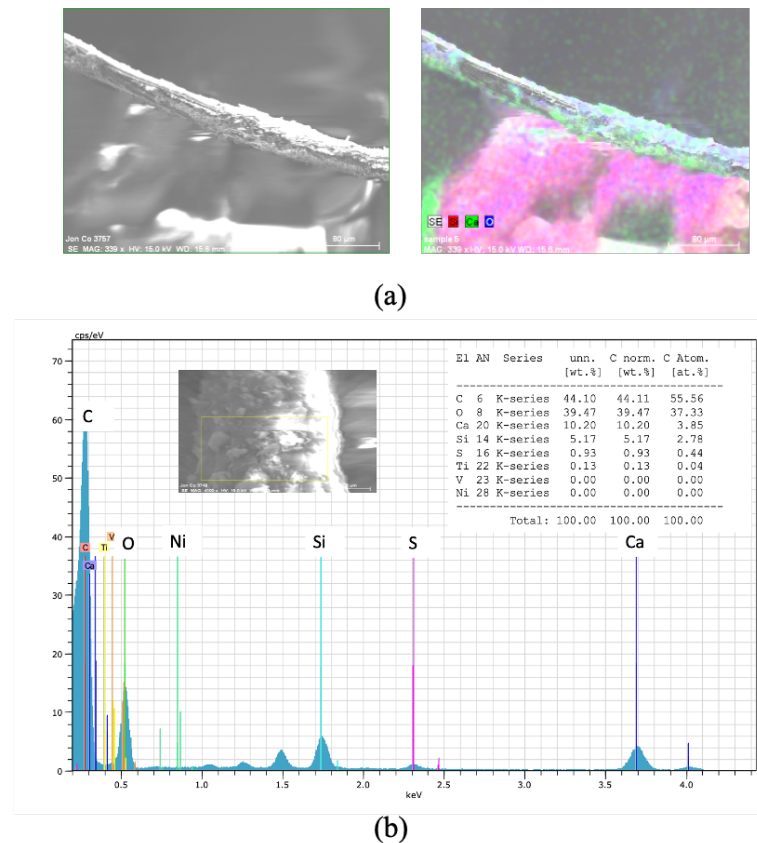 Jon Co 3757
SE MAG: 339 x HV: 15.0 kV WD: 15.6 mm
80 µm
SE Si Ca O
sample 5
MAG: 339 x HV: 15.0 kV WD: 15.6 mm
80 µm
(a)
cps/eV
El AN Series unn. C norm. C Atom.
[wt.%] [wt.%] [at.%]
C 6 K-series 44.10 44.11 55.56
O 8 K-series 39.47 39.47 37.33
Ca 20 K-series 10.20 10.20 3.85
Si 14 K-series 5.17 5.17 2.78
S 16 K-series 0.93 0.93 0.44
Ti 22 K-series 0.13 0.13 0.04
V 23 K-series 0.00 0.00 0.00
Ni 28 K-series 0.00 0.00 0.00
Total: 100.00 100.00 100.00
70
60
50
40
30
20
10
0
C
O
Ni
Si
S
Ca
C
Ca
Ti
V
0.5 1.0 1.5 2.0 2.5 3.0 3.5 4.0
keV
(b)